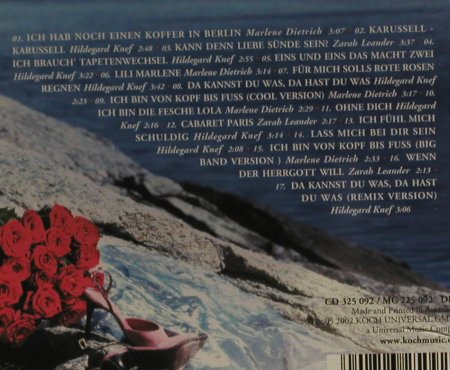 01. ICH HAB NOCH EINEN KOFFER IN BERLIN Marlene Dietrich 3:07 02. KARUSSELL -
KARUSSELL Hildegard Knef 2:48 03. KANN DENN LIEBE SÜNDE SEIN? Zarah Leander 3:37 04.
ICH BRAUCH' TAPETENWECHSEL Hildegard Knef 2:55 05. EINS UND EINS DAS MACHT ZWEI
Hildegard Knef 3:22 06. LILI MARLENE Marlene Dietrich 3:14 07. FÜR MICH SOLLS ROTE ROSEN
REGNEN Hildegard Knef 3:42 08. DA KANNST DU WAS, DA HAST DU WAS Hildegard Knef
2:23 09. ICH BIN VON KOPF BIS FUSS (COOL VERSION) Marlene Dietrich 3:17 10.
ICH BIN DIE FESCHE LOLA Marlene Dietrich 2:29 11. OHNE DICH Hildegard
Knef 2:16 12. CABARET PARIS Zarah Leander 2:17 13. ICH FÜHL MICH
SCHULDIG Hildegard Knef 3:14 14. LASS MICH BEI DIR SEIN
Hildegard Knef 2:08 15. ICH BIN VON KOPF BIS FUSS (BIG
BAND VERSION ) Marlene Dietrich 2:33 16. WENN
DER HERRGOTT WILL Zarah Leander 2:13
17. DA KANNST DU WAS, DA HAST
DU WAS (REMIX VERSION)
Hildegard Knef 3:06
CD 325 092 / MC 225 092
Made and Printed in
2002 KOCH UNIVERSAL
a Universal Music
www.kochmusic.